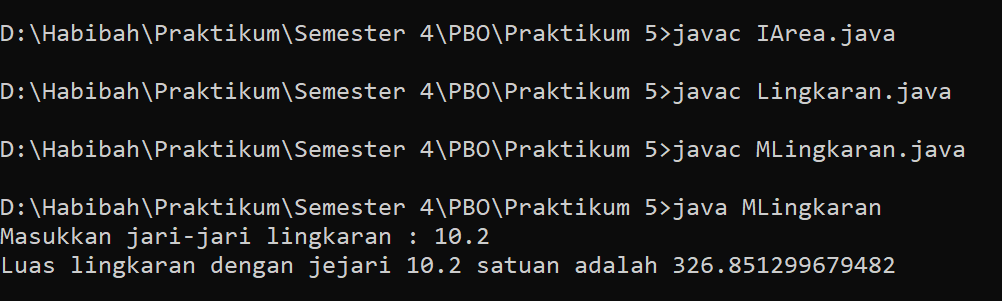 D:\Habibah\Praktikum\Semester 4\PBO\Praktikum 5>javac IArea.java
D:\Habibah\Praktikum\Semester 4\PBO\Praktikum 5>javac Lingkaran.java
D:\Habibah\Praktikum\Semester 4\PBO\Praktikum 5>javac MLingkaran.java
D:\Habibah\Praktikum\Semester 4\PBO\Praktikum 5>java MLingkaran
Masukkan jari-jari lingkaran : 10.2
Luas lingkaran dengan jejari 10.2 satuan adalah 326.851299679482